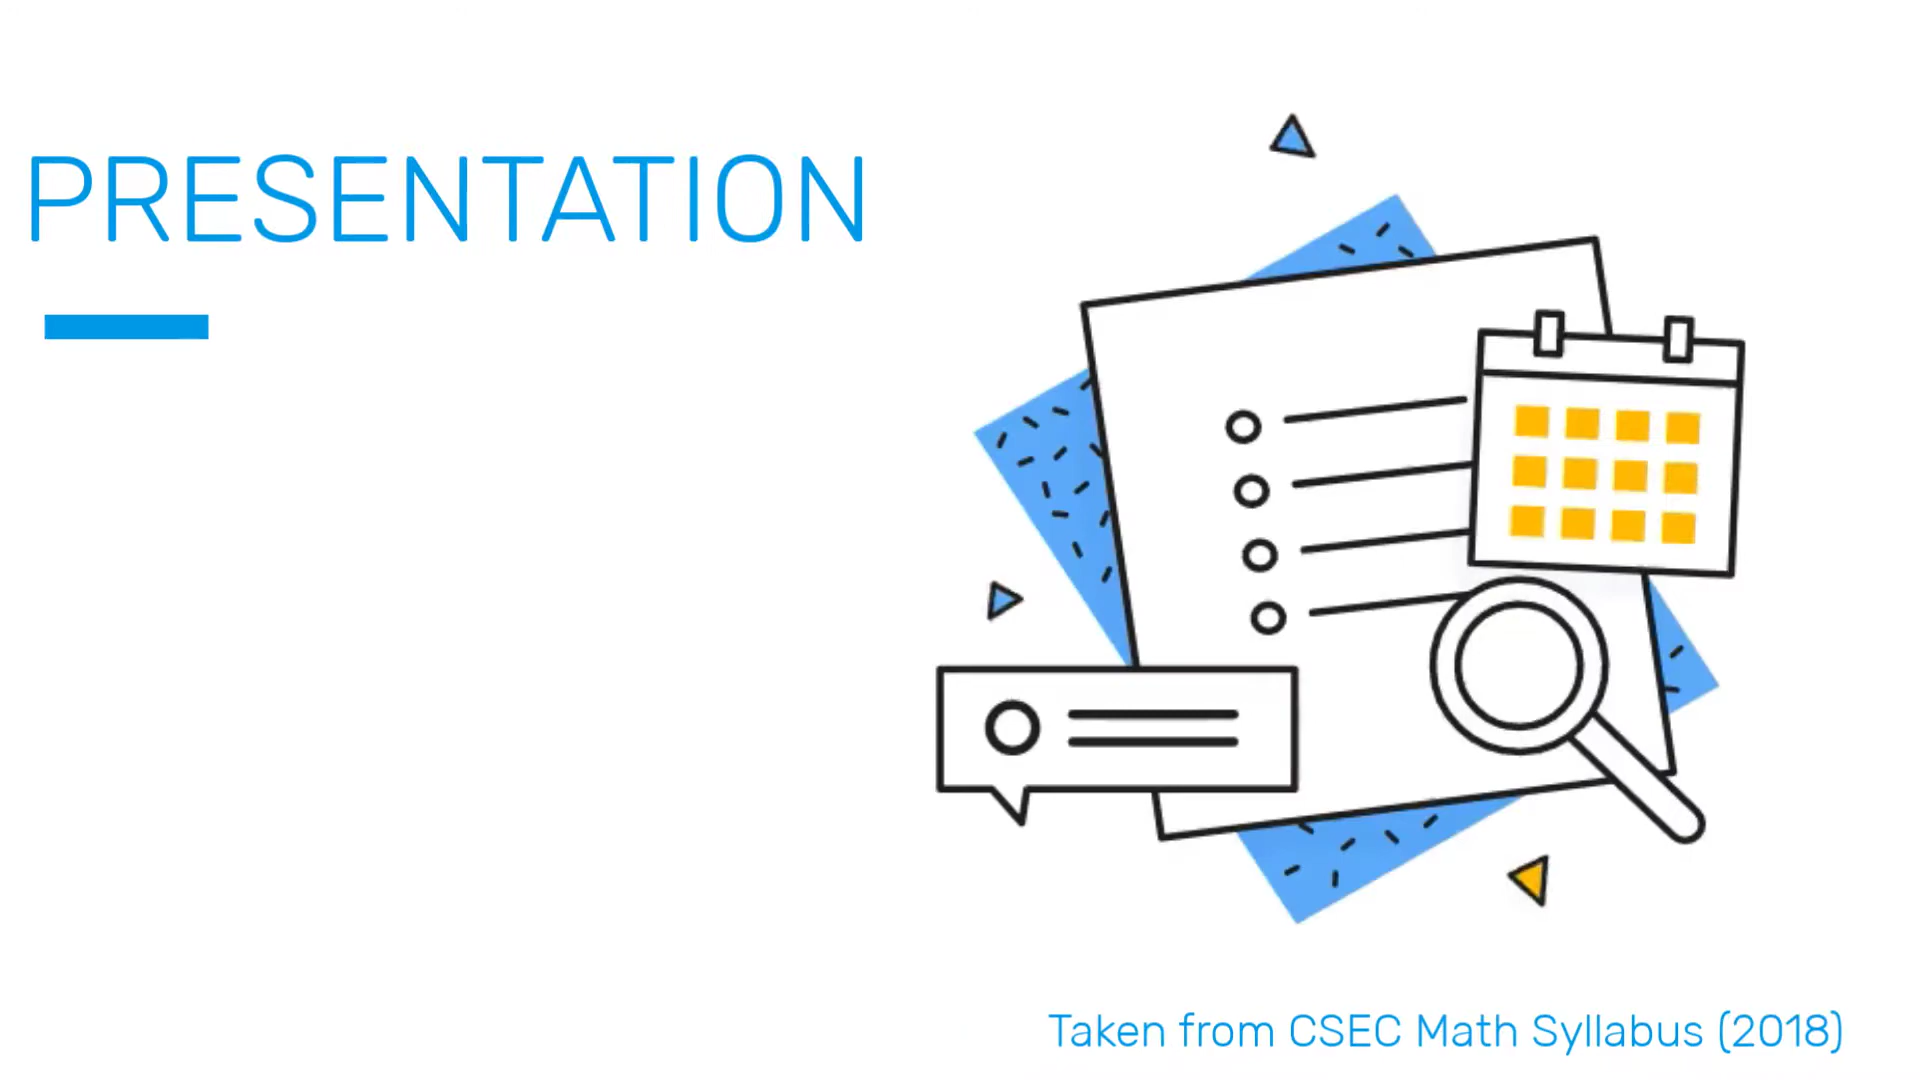 PRESENTATION
Taken from CSEC Math Syllabus (2018)